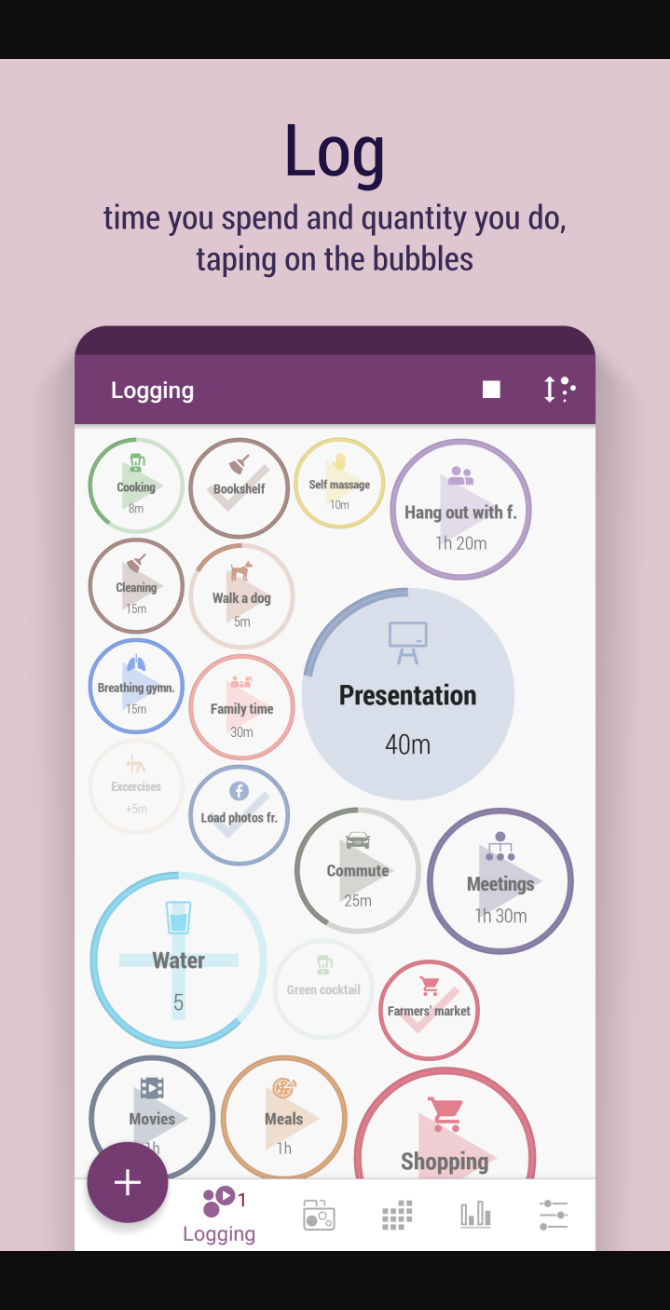 Log
time you spend and quantity you do,
taping on the bubbles
Logging
Cooking
8m
Bookshelf
Self massage
10m
Hang out with f.
1h 20m
Cleaning
15m
Walk a dog
5m
Presentation
40m
Breathing gymn.
15m
Family time
30m
Excercises
+5m
Load photos fr.
Commute
25m
Meetings
1h 30m
Water
5
Green cocktail
Farmers' market
Movies
1h
Meals
1h
Shopping
+
1
Logging